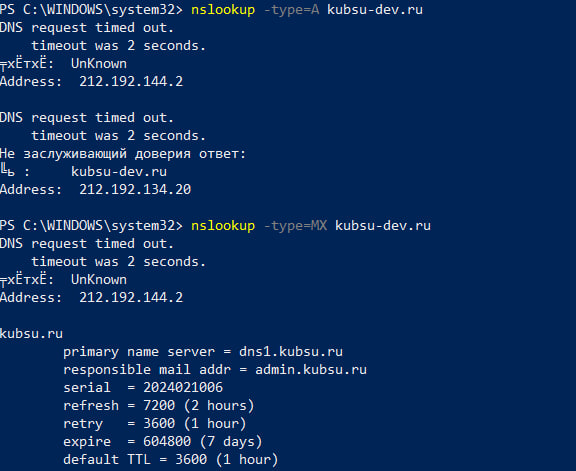 PS C:\WINDOWS\system32> nslookup -type=A kubsu-dev.ru
DNS request timed out.
    timeout was 2 seconds.
╤хЁтхЁ:  UnKnown
Address:  212.192.144.2

DNS request timed out.
    timeout was 2 seconds.
Не заслуживающий доверия ответ:
╚ь :     kubsu-dev.ru
Address:  212.192.134.20

PS C:\WINDOWS\system32> nslookup -type=MX kubsu-dev.ru
DNS request timed out.
    timeout was 2 seconds.
╤хЁтхЁ:  UnKnown
Address:  212.192.144.2

kubsu.ru
        primary name server = dns1.kubsu.ru
        responsible mail addr = admin.kubsu.ru
        serial  = 2024021006
        refresh = 7200 (2 hours)
        retry   = 3600 (1 hour)
        expire  = 604800 (7 days)
        default TTL = 3600 (1 hour)